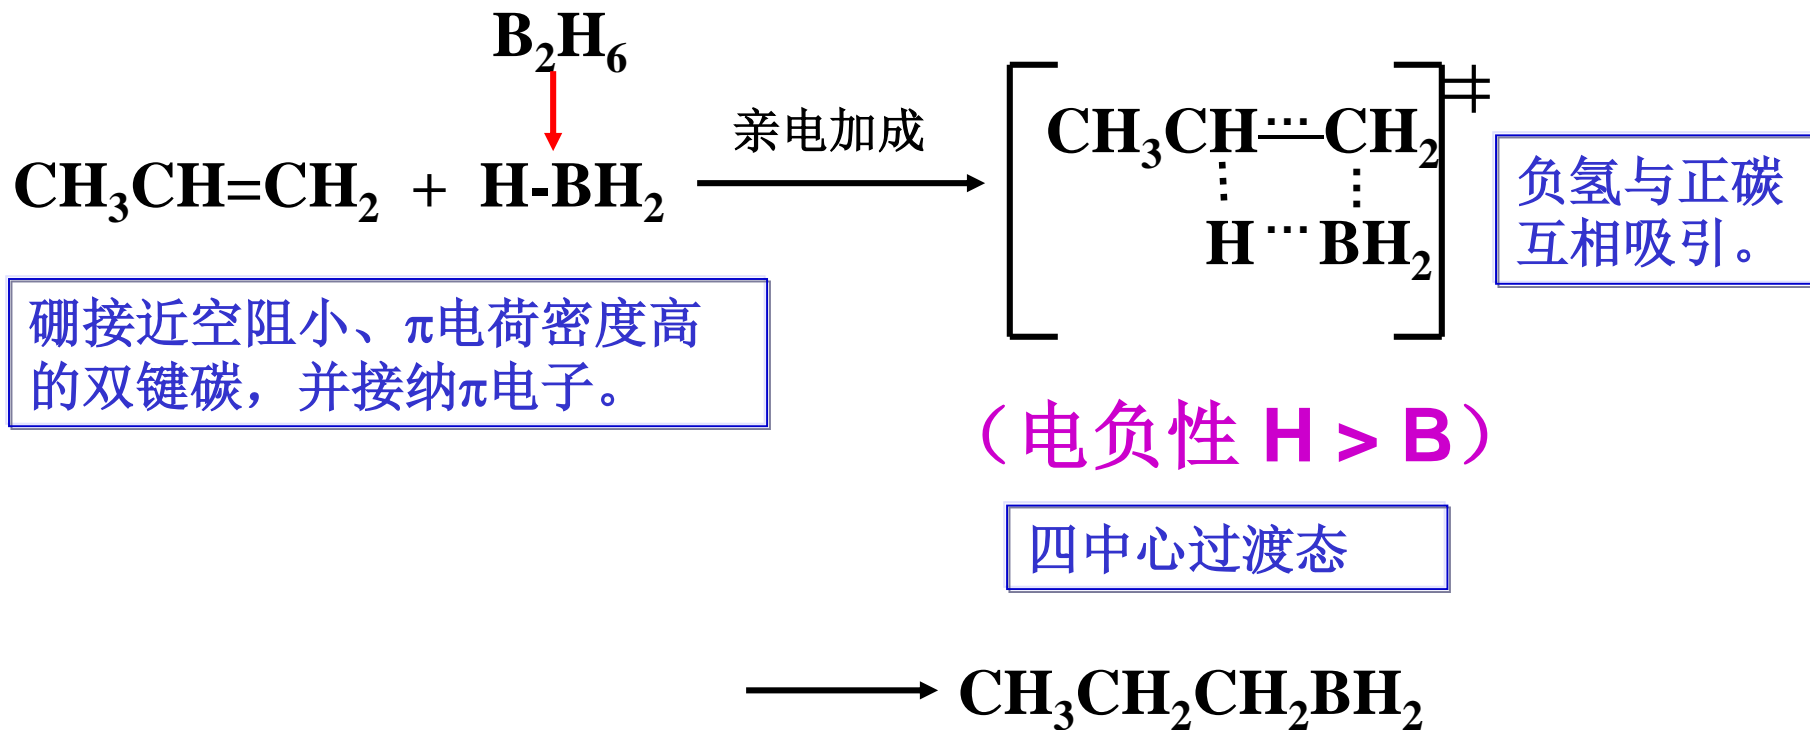 B₂H₆
亲电加成
CH₃CH=CH₂ + H-BH₂
CH₃CH⋯CH₂
H⋯BH₂
负氢与正碳
互相吸引。
硼接近空阻小、π电荷密度高
的双键碳，并接纳π电子。
（电负性 H > B）
四中心过渡态
CH₃CH₂CH₂BH₂